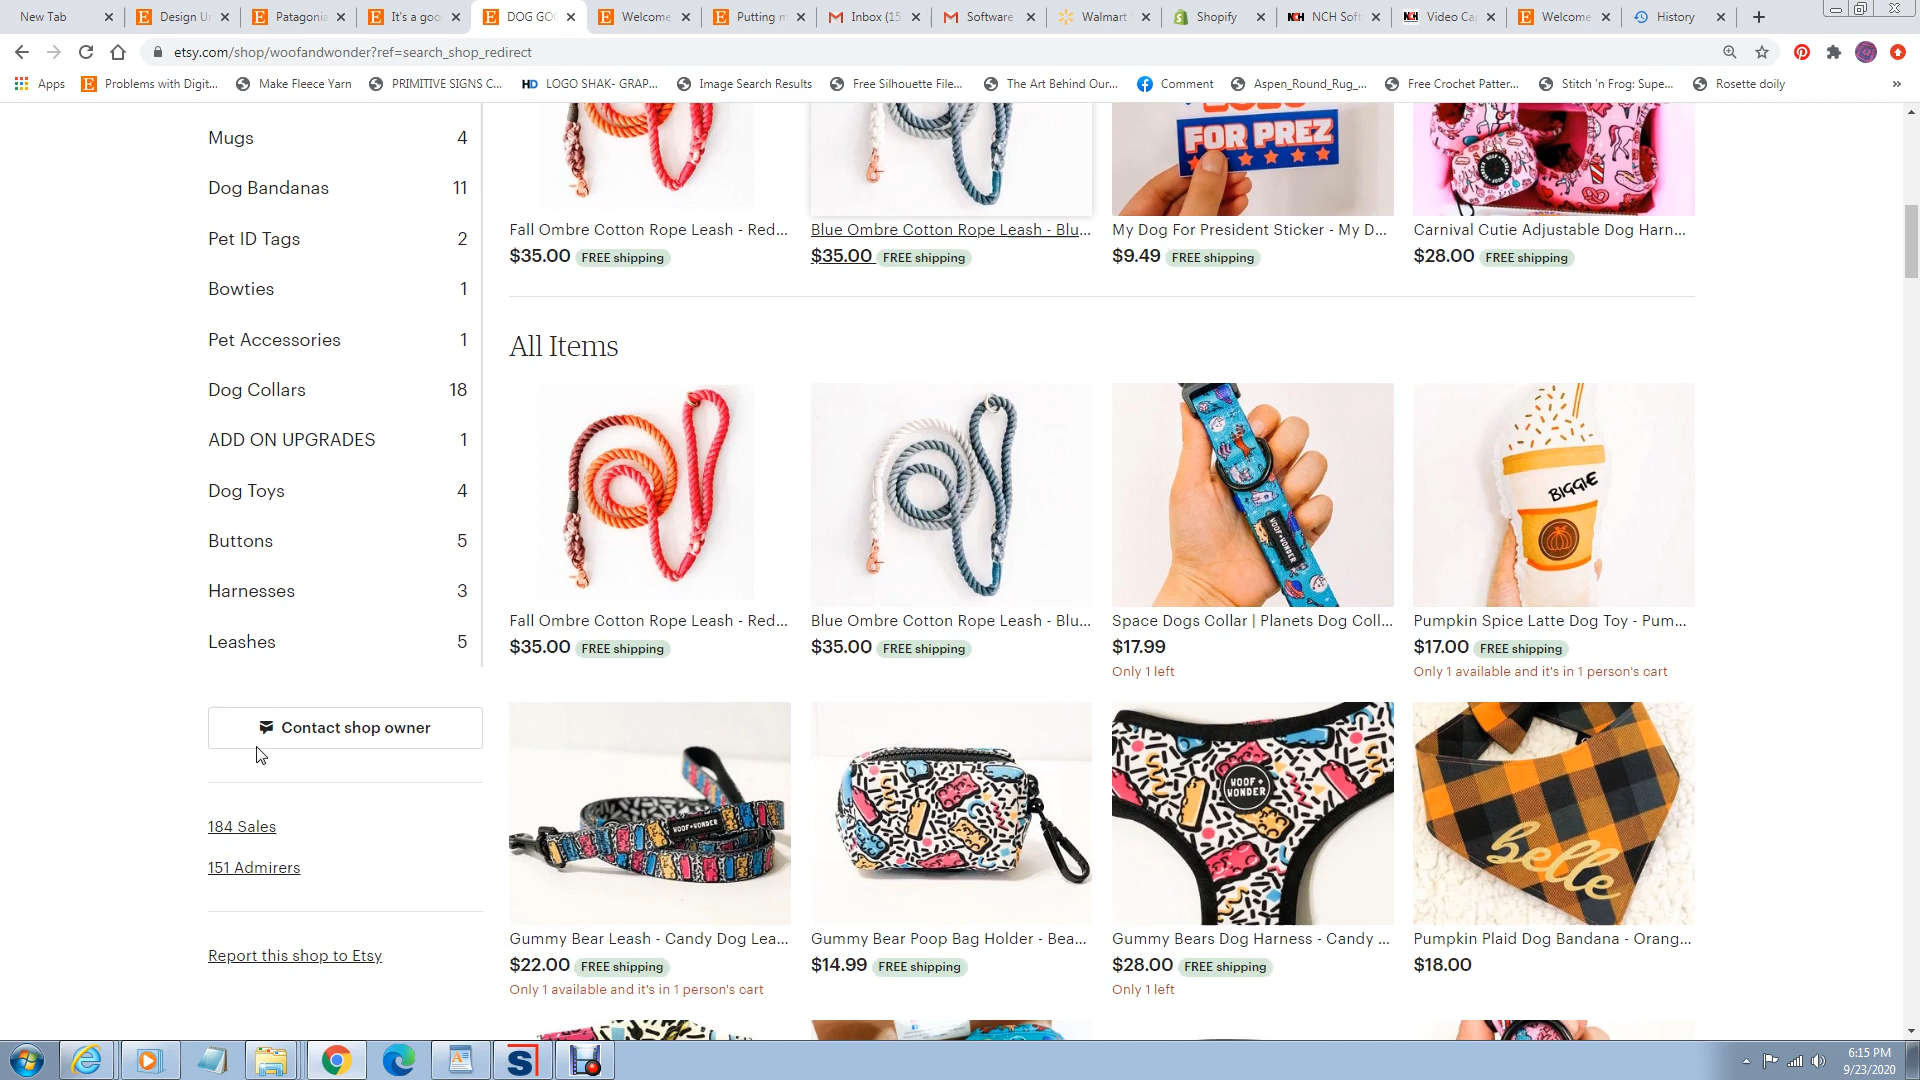 New Tab
Design U
Patagoni
It's a goo
DOG GO
Welcome
Putting m
Inbox (15
Software
Walmart
Shopify
NCH Soft
Video Ca
Welcome
History
etsy.com/shop/woofandwonder?ref=search_shop_redirect
Apps
Problems with Digit...
Make Fleece Yarn
PRIMITIVE SIGNS C...
HD LOGO SHAK- GRAP...
Image Search Results
Free Silhouette File...
The Art Behind Our...
Comment
Aspen_Round_Rug_...
Free Crochet Patter...
Stitch 'n Frog: Supe...
Rosette doily
»
Mugs 4
Dog Bandanas 11
Pet ID Tags 2
Bowties 1
Pet Accessories 1
Dog Collars 18
ADD ON UPGRADES 1
Dog Toys 4
Buttons 5
Harnesses 3
Leashes 5
Contact shop owner
184 Sales
151 Admirers
Report this shop to Etsy
FOR PREZ
Fall Ombre Cotton Rope Leash - Red...
$35.00 FREE shipping
Blue Ombre Cotton Rope Leash - Blu...
$35.00 FREE shipping
My Dog For President Sticker - My D...
$9.49 FREE shipping
Carnival Cutie Adjustable Dog Harn...
$28.00 FREE shipping
All Items
WOOF+WONDER
BIGGIE
Fall Ombre Cotton Rope Leash - Red...
$35.00 FREE shipping
Blue Ombre Cotton Rope Leash - Blu...
$35.00 FREE shipping
Space Dogs Collar | Planets Dog Coll...
$17.99
Only 1 left
Pumpkin Spice Latte Dog Toy - Pum...
$17.00 FREE shipping
Only 1 available and it's in 1 person's cart
WOOF+WONDER
WOOF +
WONDER
belle
Gummy Bear Leash - Candy Dog Lea...
$22.00 FREE shipping
Only 1 available and it's in 1 person's cart
Gummy Bear Poop Bag Holder - Bea...
$14.99 FREE shipping
Gummy Bears Dog Harness - Candy ...
$28.00 FREE shipping
Only 1 left
Pumpkin Plaid Dog Bandana - Orang...
$18.00
6:15 PM
9/23/2020